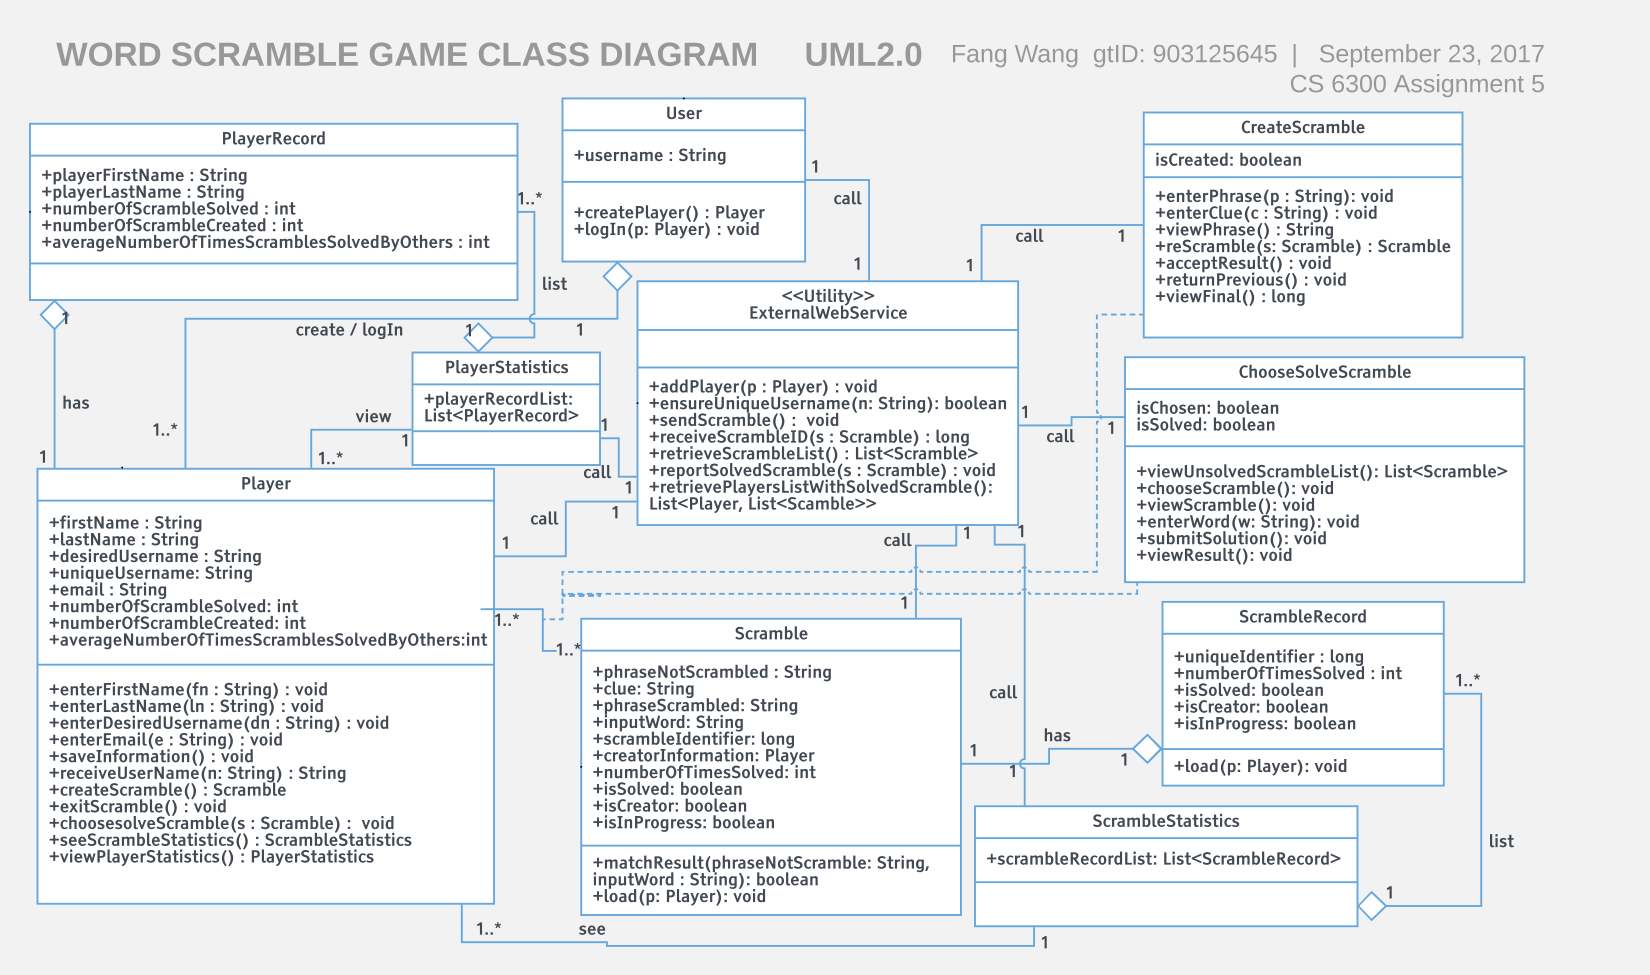 WORD SCRAMBLE GAME CLASS DIAGRAM UML2.0 Fang Wang gtID: 903125645 | September 23, 2017
CS 6300 Assignment 5
PlayerRecord
+playerFirstName : String
+playerLastName : String
+numberOfScrambleSolved : int
+numberOfScrambleCreated : int
+averageNumberOfTimesScramblesSolvedByOthers : int
1..*
list
1
has
1
User
+username : String
+createPlayer() : Player
+logIn(p: Player) : void
1
call
1
create / logIn
1
1..*
CreateScramble
isCreated: boolean
+enterPhrase(p : String): void
+enterClue(c : String) : void
+viewPhrase() : String
+reScramble(s: Scramble) : Scramble
+acceptResult() : void
+returnPrevious() : void
+viewFinal() : long
call
1
1
<<Utility>>
ExternalWebService
+addPlayer(p : Player) : void
+ensureUniqueUsername(n: String): boolean
+sendScramble() : void
+receiveScrambleID(s : Scramble) : long
+retrieveScrambleList() : List<Scramble>
+reportSolvedScramble(s : Scramble) : void
+retrievePlayersListWithSolvedScramble():
List<Player, List<Scamble>>
1
PlayerStatistics
+playerRecordList:
List<PlayerRecord>
view
1
1..*
1
call
1
ChooseSolveScramble
isChosen: boolean
isSolved: boolean
+viewUnsolvedScrambleList(): List<Scramble>
+chooseScramble(): void
+viewScramble(): void
+enterWord(w: String): void
+submitSolution(): void
+viewResult(): void
1
call
1
Player
+firstName : String
+lastName : String
+desiredUsername : String
+uniqueUsername: String
+email : String
+numberOfScrambleSolved: int
+numberOfScrambleCreated: int
+averageNumberOfTimesScramblesSolvedByOthers:int
+enterFirstName(fn : String) : void
+enterLastName(ln : String) : void
+enterDesiredUsername(dn : String) : void
+enterEmail(e : String) : void
+saveInformation() : void
+receiveUserName(n: String) : String
+createScramble() : Scramble
+exitScramble() : void
+choosesolveScramble(s : Scramble) : void
+seeScrambleStatistics() : ScrambleStatistics
+viewPlayerStatistics() : PlayerStatistics
call
1
1
1..*
1..*
call
1
1
1
call
1
Scramble
+phraseNotScrambled : String
+clue: String
+phraseScrambled: String
+inputWord: String
+scrambleIdentifier: long
+creatorInformation: Player
+numberOfTimesSolved: int
+isSolved: boolean
+isCreator: boolean
+isInProgress: boolean
+matchResult(phraseNotScramble: String,
inputWord : String): boolean
+load(p: Player): void
1
has
1
ScrambleRecord
+uniqueIdentifier : long
+numberOfTimesSolved : int
+isSolved: boolean
+isCreator: boolean
+isInProgress: boolean
+load(p: Player): void
1..*
list
1
ScrambleStatistics
+scrambleRecordList: List<ScrambleRecord>
1..*
see
1